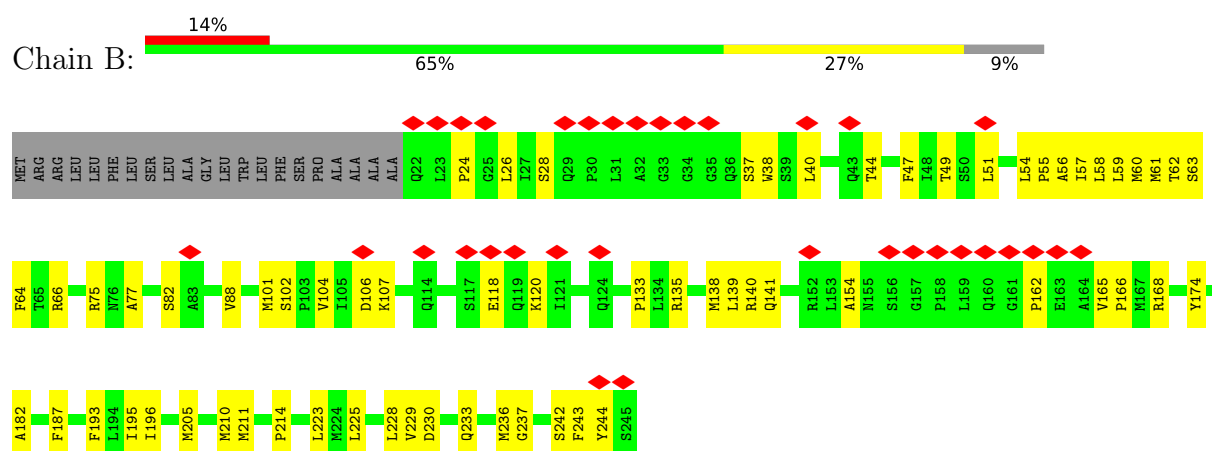 14%
Chain B:
65% 27% 9%
MET ARG ARG LEU LEU PHE LEU SER LEU ALA GLY LEU TRP LEU PHE SER PRO ALA ALA ALA ALA Q22 L23 P24 G25 L26 I27 S28 Q29 P30 L31 A32 G33 G34 G35 Q36 S37 W38 S39 L40 Q43 T44 F47 I48 T49 S50 L51 L54 P55 A56 I57 L58 L59 M60 M61 T62 S63
F64 T65 R66 R75 N76 A77 S82 A83 V88 M101 S102 P103 V104 I105 D106 K107 Q114 S117 E118 Q119 K120 I121 Q124 P133 L134 R135 M138 L139 R140 Q141 R152 L153 A154 N155 S156 G157 P158 L159 Q160 G161 P162 E163 A164 V165 P166 M167 R168 Y174
A182 F187 F193 L194 I195 I196 M205 M210 M211 P214 L223 M224 L225 L228 V229 D230 Q233 M236 G237 S242 F243 Y244 S245